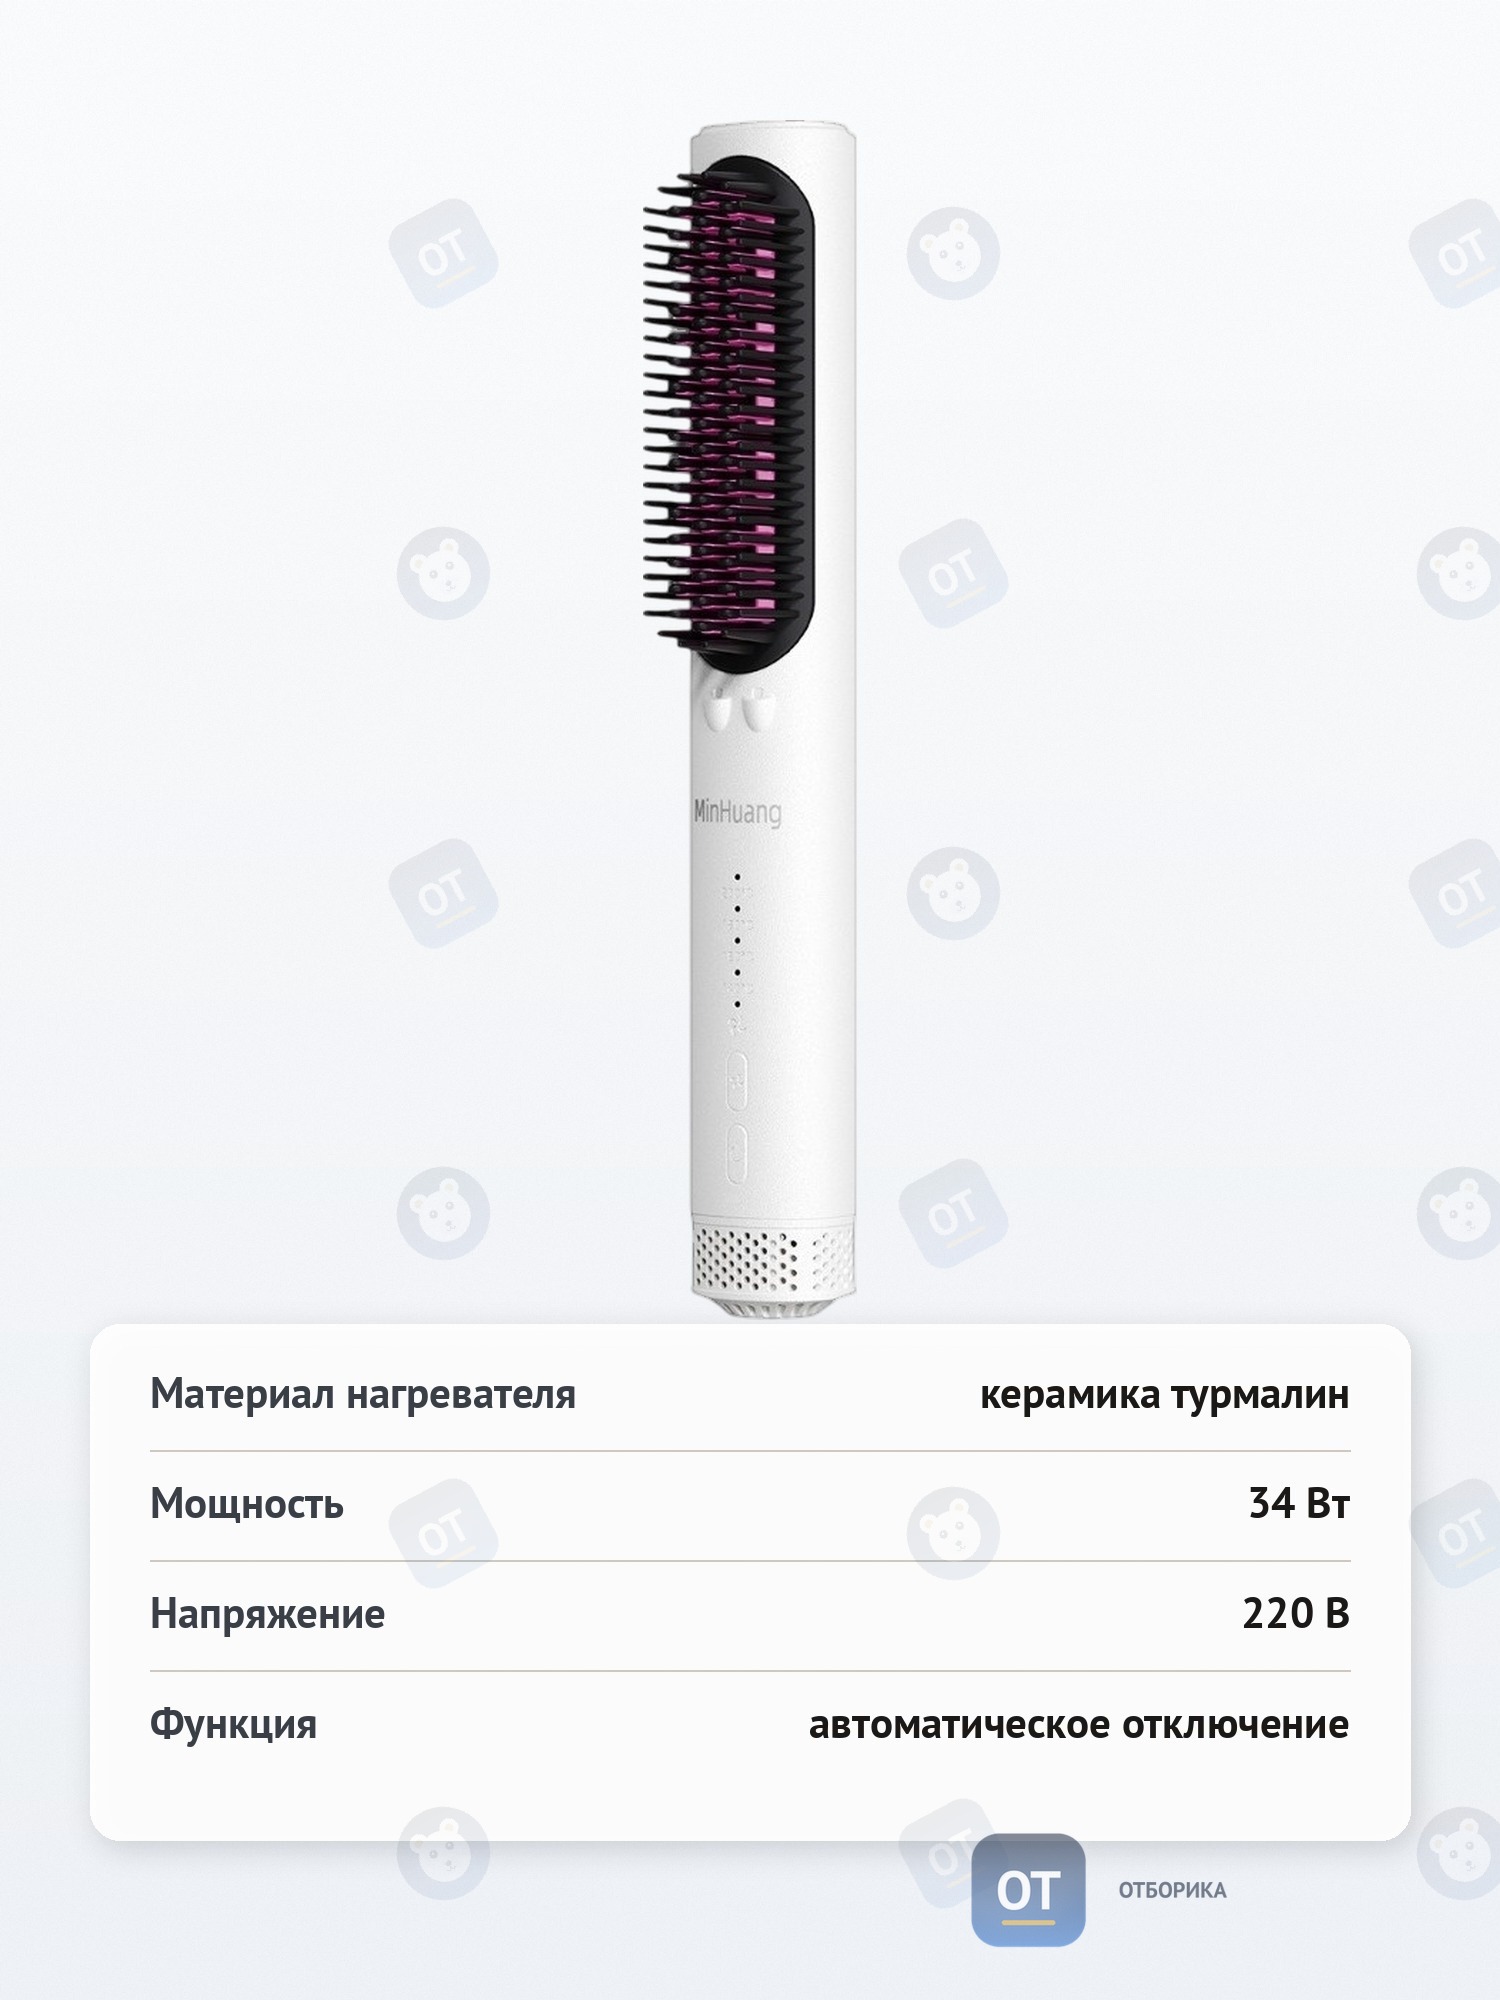 MinHuang
Материал нагревателя керамика турмалин
Мощность 34 Вт
Напряжение 220 В
Функция автоматическое отключение
ОТ
ОТБОРИКА